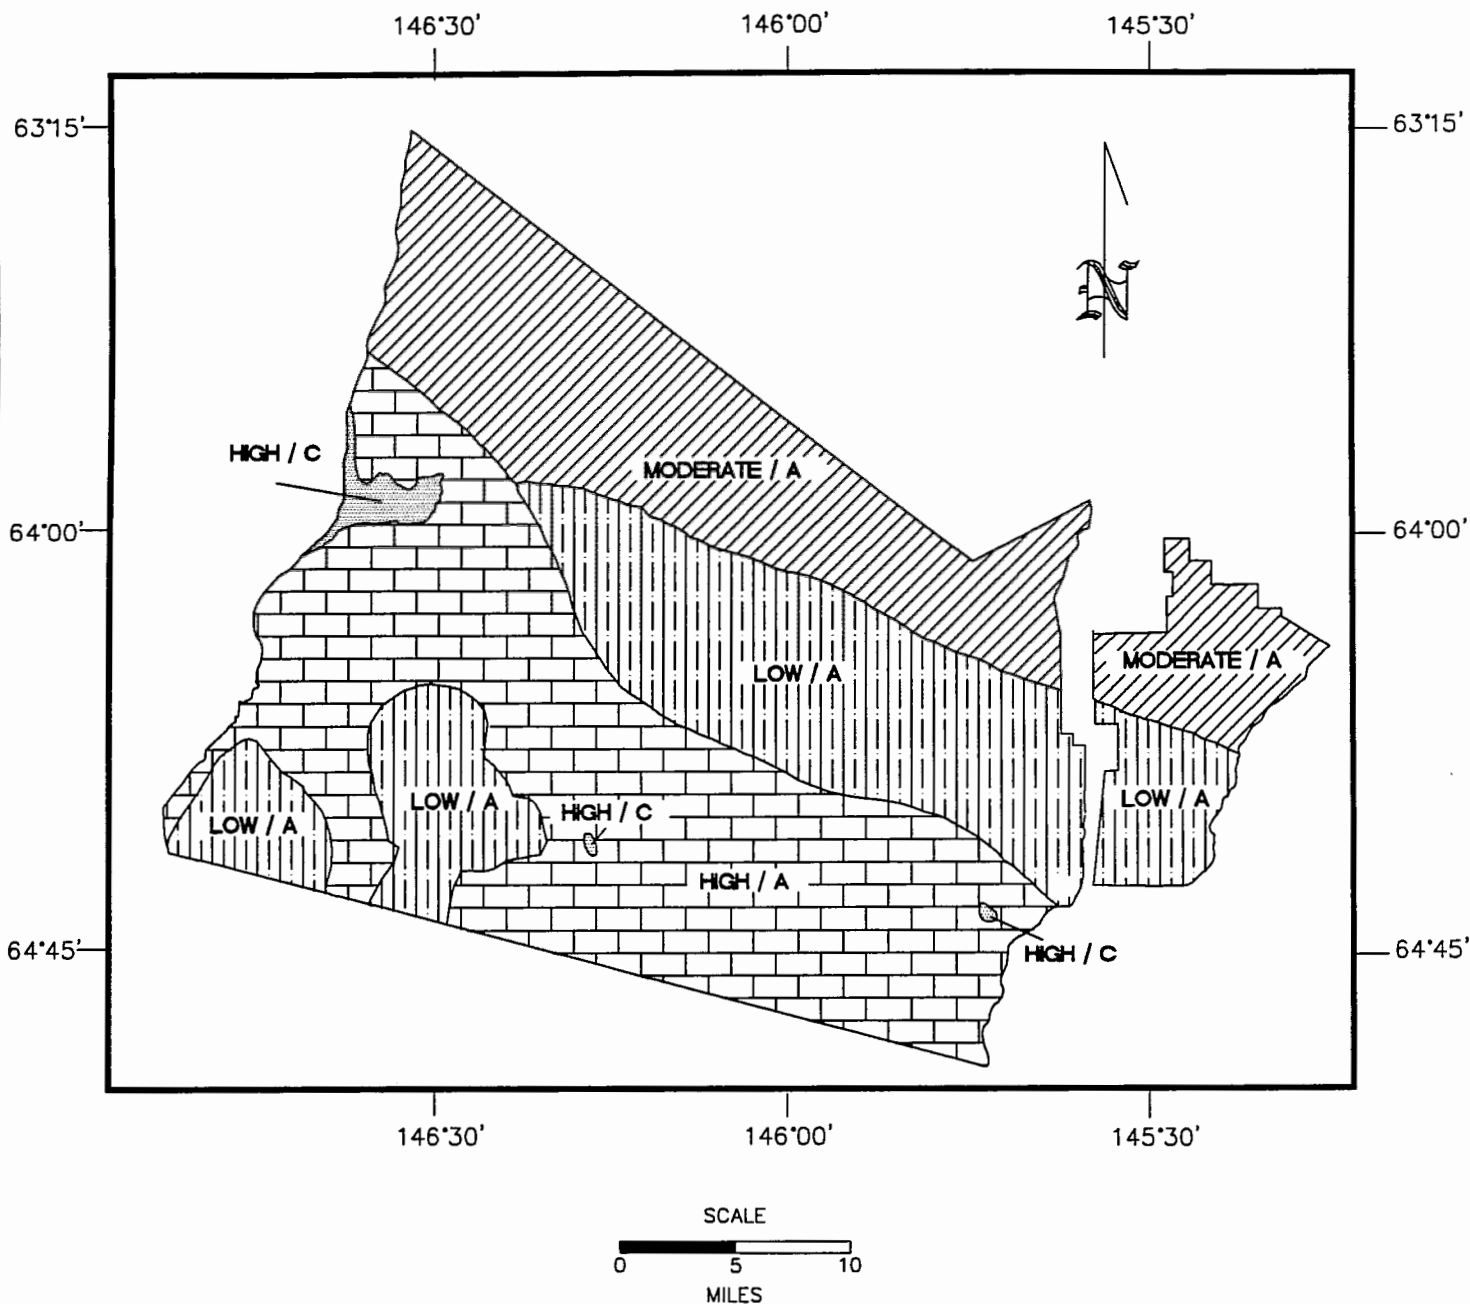 146°30' 146°00' 145°30'
63°15' 63°15'
N
HIGH / C
MODERATE / A
64°00' 64°00'
MODERATE / A
LOW / A
LOW / A
LOW / A
HIGH / C
LOW / A
HIGH / A
64°45' 64°45'
HIGH / C
146°30' 146°00' 145°30'
SCALE
0 5 10
MILES